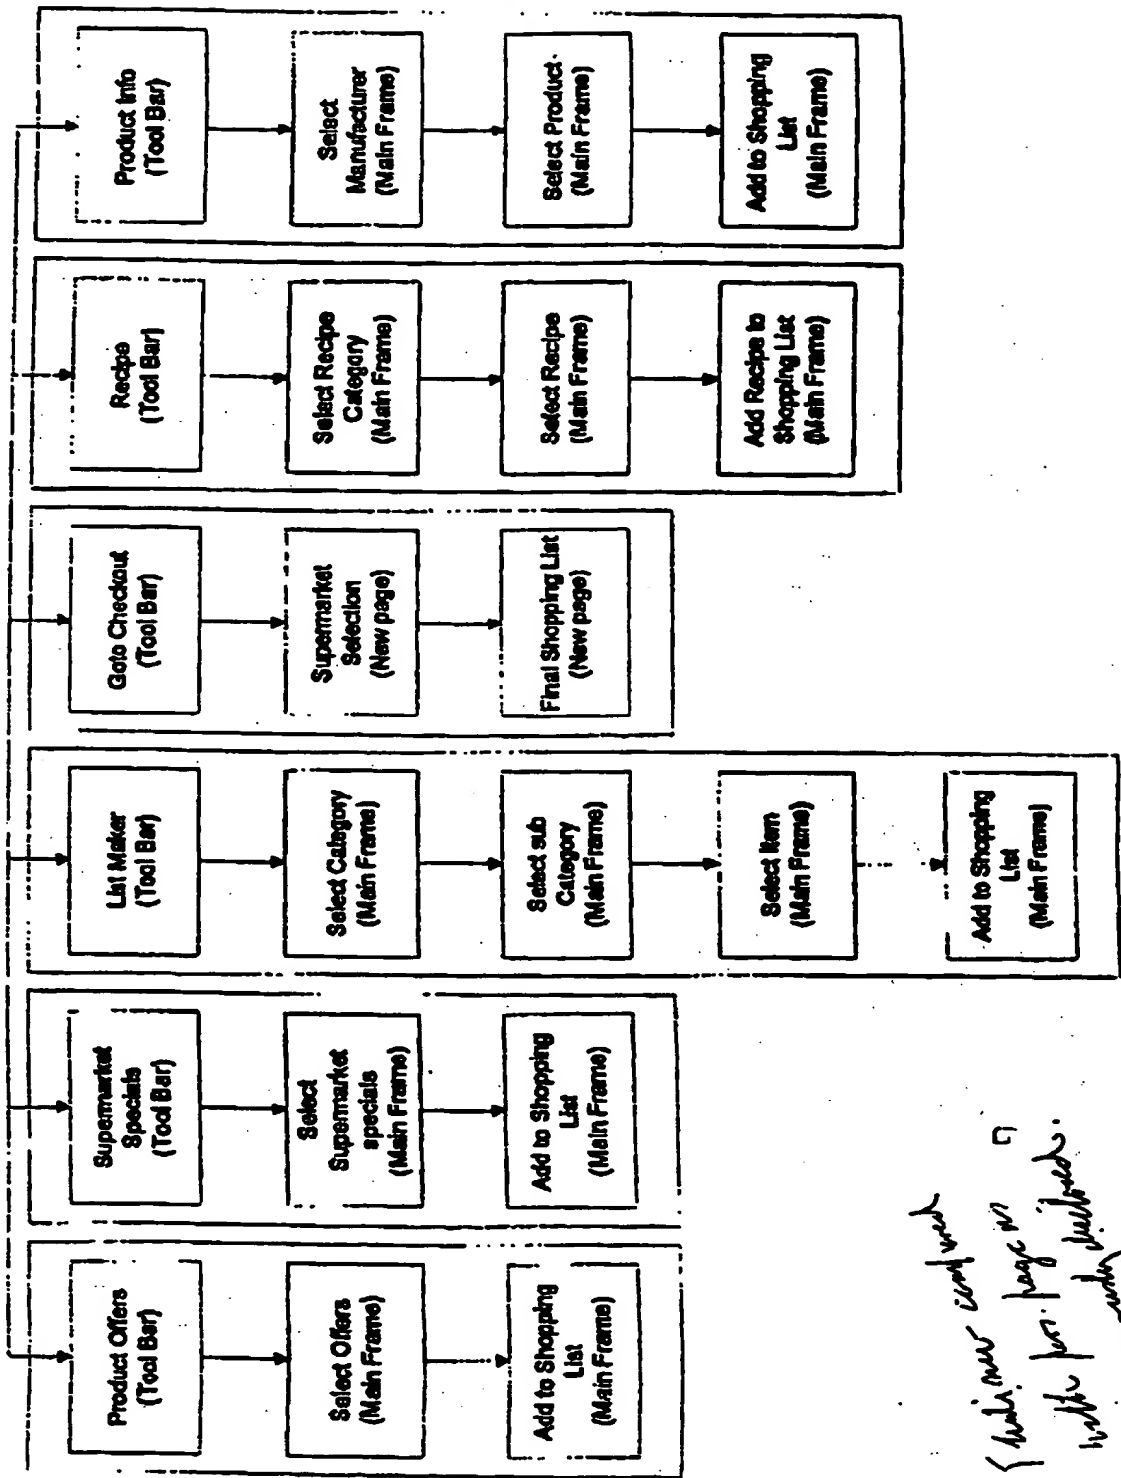 Product Offers
(Tool Bar)
Select Offers
(Main Frame)
Add to Shopping
List
(Main Frame)
Supermarket
Specials
(Tool Bar)
Select
Supermarket
specials
(Main Frame)
Add to Shopping
List
(Main Frame)
List Maker
(Tool Bar)
Select Category
(Main Frame)
Select sub
Category
(Main Frame)
Select Item
(Main Frame)
Add to Shopping
List
(Main Frame)
Goto Checkout
(Tool Bar)
Supermarket
Selection
(New page)
Final Shopping List
(New page)
Recipe
(Tool Bar)
Select Recipe
Category
(Main Frame)
Select Recipe
(Main Frame)
Add Recipe to
Shopping List
(Main Frame)
Product Info
(Tool Bar)
Select
Manufacturer
(Main Frame)
Select Product
(Main Frame)
Add to Shopping
List
(Main Frame)
page